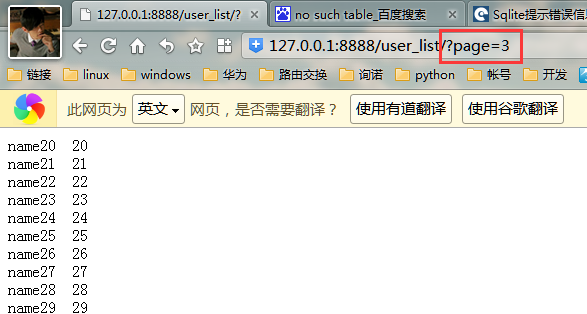 127.0.0.1:8888/user_list/? no such table_百度搜索 Sqlite提示错误信息
127.0.0.1:8888/user_list/?page=3
链接 linux windows 华为 路由交换 询诺 python 帐号 开发
此网页为 英文 网页，是否需要翻译？ 使用有道翻译 使用谷歌翻译
name20 20
name21 21
name22 22
name23 23
name24 24
name25 25
name26 26
name27 27
name28 28
name29 29